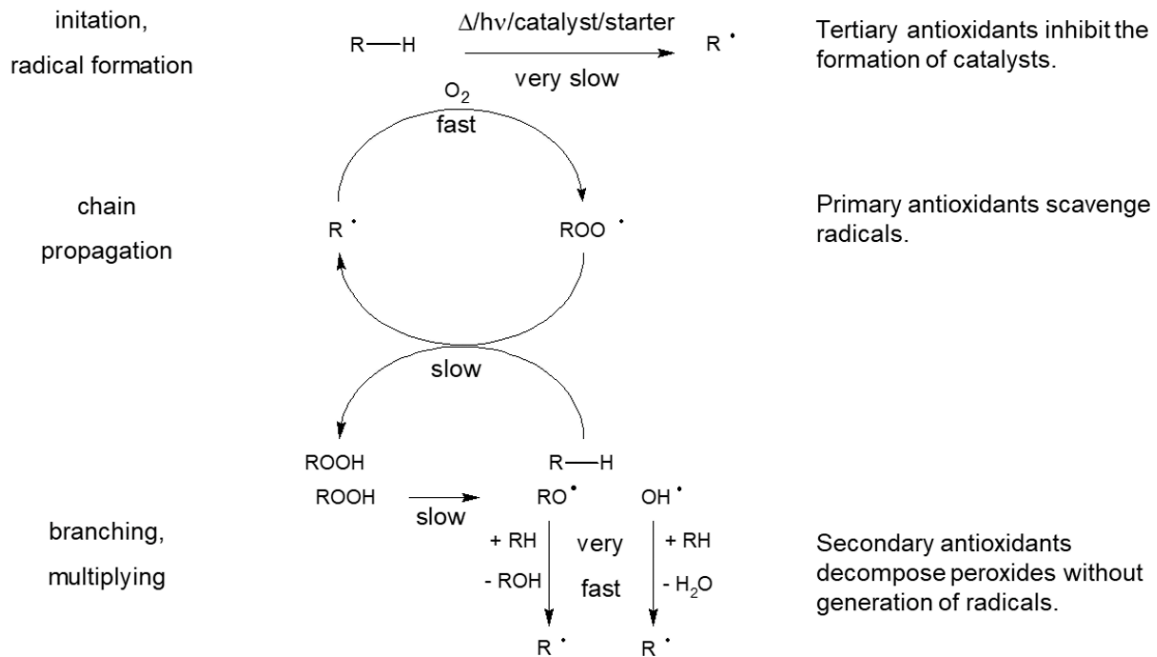 initation,
radical formation
R—H
Δ/hν/catalyst/starter
very slow
R •
Tertiary antioxidants inhibit the
formation of catalysts.
O₂
fast
chain
propagation
R •
ROO •
Primary antioxidants scavenge
radicals.
slow
ROOH
R—H
ROOH
slow
RO•
OH•
branching,
multiplying
+ RH
- ROH
very
fast
+ RH
- H₂O
Secondary antioxidants
decompose peroxides without
generation of radicals.
R •
R •